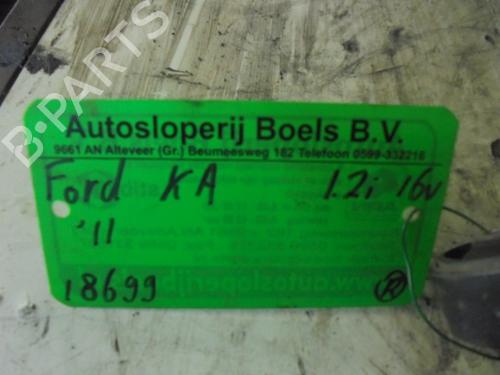 B-PARTS
Autosloperij Boels B.V.
9661 AN Alteveer (Gr.) Beumeesweg 182 Telefoon 0599-332216
Ford KA 1.2i 16v
'11
18699
R